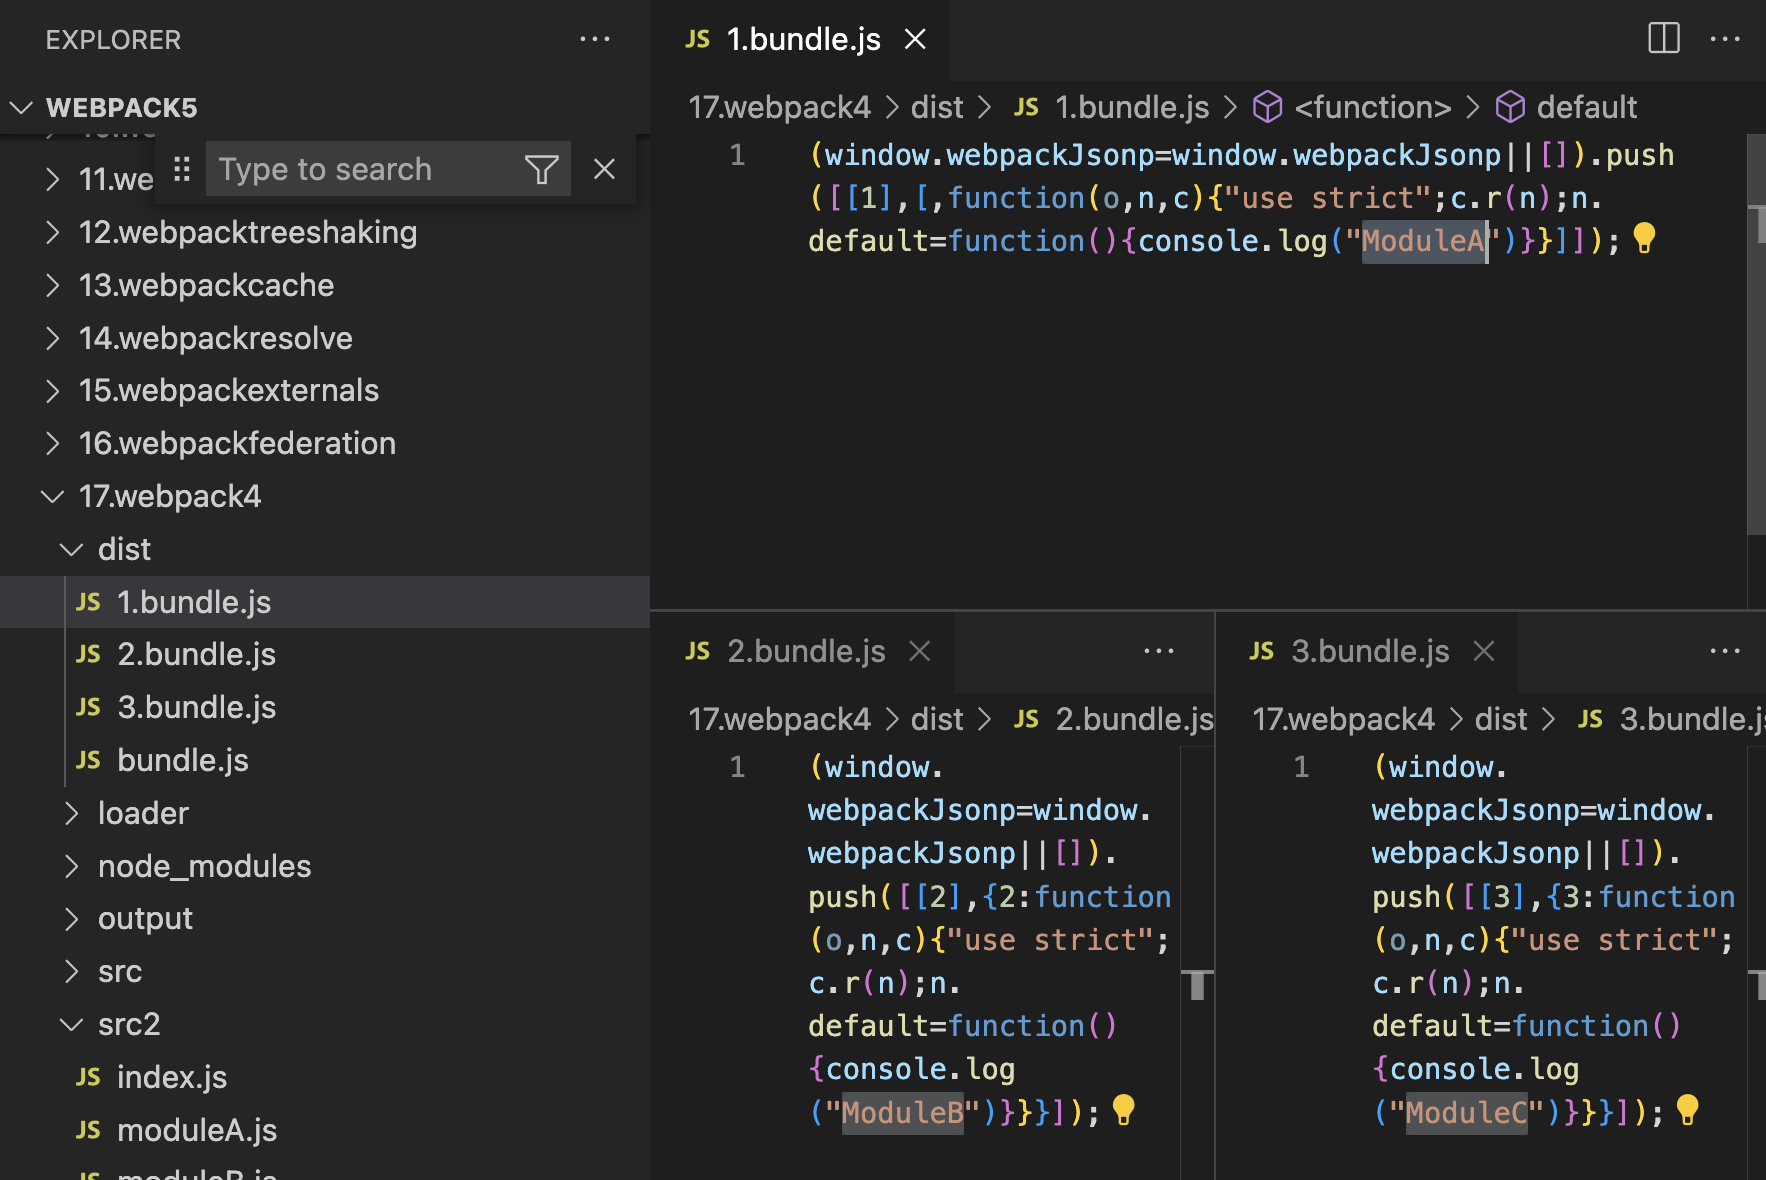 EXPLORER
WEBPACK5
11.we
Type to search
12.webpacktreeshaking
13.webpackcache
14.webpackresolve
15.webpackexternals
16.webpackfederation
17.webpack4
dist
JS 1.bundle.js
JS 2.bundle.js
JS 3.bundle.js
JS bundle.js
loader
node_modules
output
src
src2
JS index.js
JS moduleA.js
JS moduleB.js
JS 1.bundle.js
17.webpack4 > dist > JS 1.bundle.js > <function> > default
1 (window.webpackJsonp=window.webpackJsonp||[]).push
([[1],[,function(o,n,c){"use strict";c.r(n);n.
default=function(){console.log("ModuleA")}}]]);
JS 2.bundle.js
17.webpack4 > dist > JS 2.bundle.js
1 (window.
webpackJsonp=window.
webpackJsonp||[]).
push([[2],{2:function
(o,n,c){"use strict";
c.r(n);n.
default=function()
{console.log
("ModuleB")}}}]);
JS 3.bundle.js
17.webpack4 > dist > JS 3.bundle.js
1 (window.
webpackJsonp=window.
webpackJsonp||[]).
push([[3],{3:function
(o,n,c){"use strict";
c.r(n);n.
default=function()
{console.log
("ModuleC")}}}]);